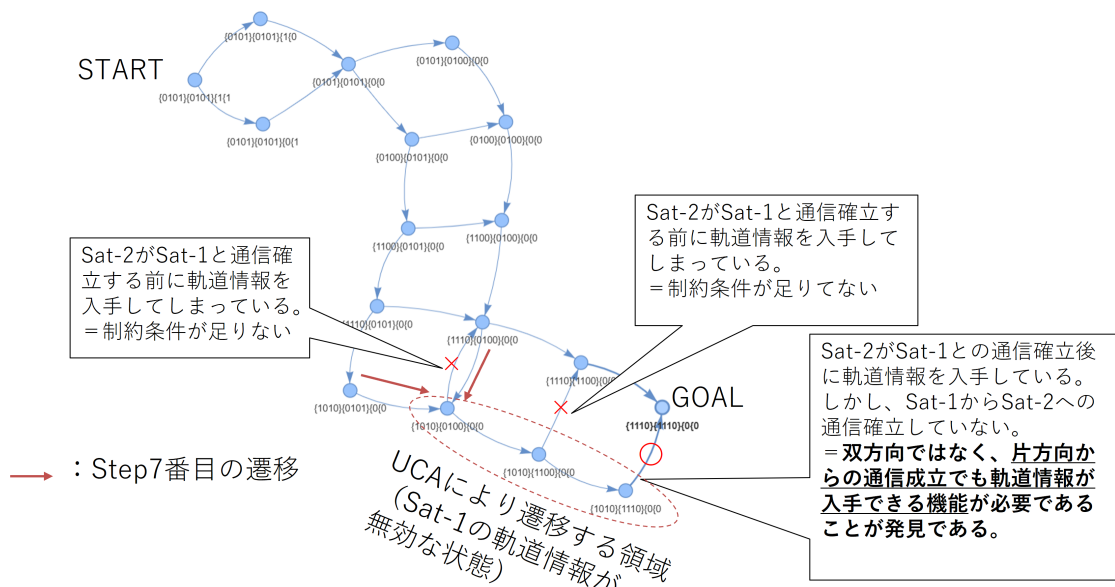 {0101}{0101}{1{0
{0101}{0100}{0{0
START
{0101}{0101}{0{0
{0101}{0101}{1{1
{0101}{0101}{0{1
{0100}{0101}{0{0
{0100}{0100}{0{0
{1100}{0101}{0{0
{1100}{0100}{0{0
Sat-2がSat-1と通信確立す
る前に軌道情報を入手して
しまっている。
＝制約条件が足りてない
Sat-2がSat-1と通信確
立する前に軌道情報を
入手してしまっている。
＝制約条件が足りない
{1110}{0101}{0{0
{1110}{0100}{0{0
{1110}{1100}{0{0
{1010}{0101}{0{0
{1010}{0100}{0{0
GOAL
{1110}{1110}{0{0
{1010}{1100}{0{0
{1010}{1110}{0{0
Sat-2がSat-1との通信確立後
に軌道情報を入手している。
しかし、Sat-1からSat-2への
通信確立していない。
＝双方向ではなく、片方向か
らの通信成立でも軌道情報が
入手できる機能が必要である
ことが発見である。
：Step7番目の遷移
UCAにより遷移する領域
（Sat-1の軌道情報が
無効な状態）